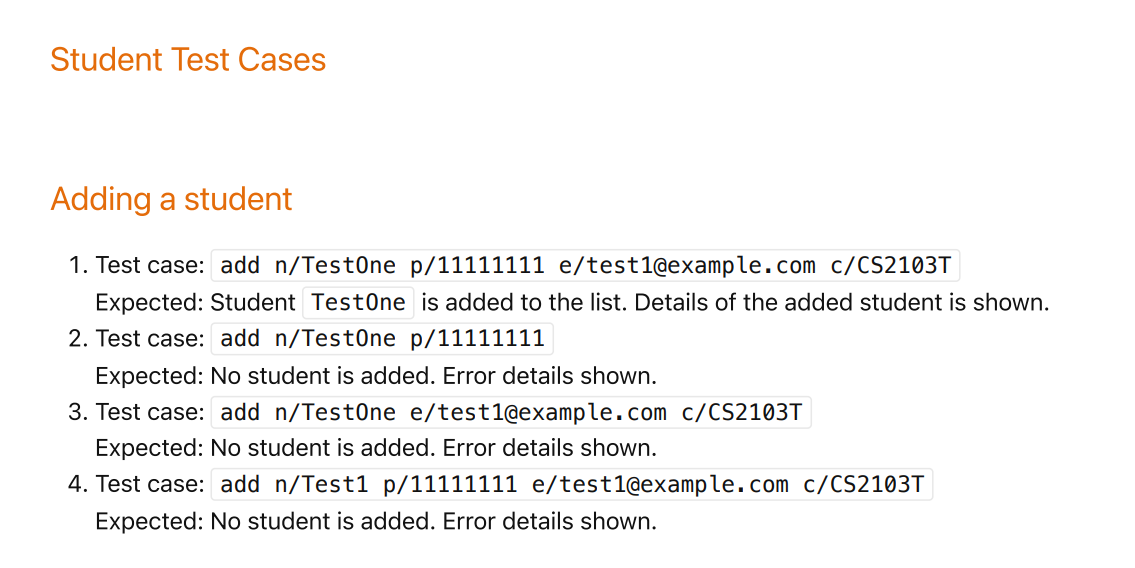 Student Test Cases
Adding a student
1. Test case: add n/TestOne p/11111111 e/test1@example.com c/CS2103T
Expected: Student TestOne is added to the list. Details of the added student is shown.
2. Test case: add n/TestOne p/11111111
Expected: No student is added. Error details shown.
3. Test case: add n/TestOne e/test1@example.com c/CS2103T
Expected: No student is added. Error details shown.
4. Test case: add n/Test1 p/11111111 e/test1@example.com c/CS2103T
Expected: No student is added. Error details shown.